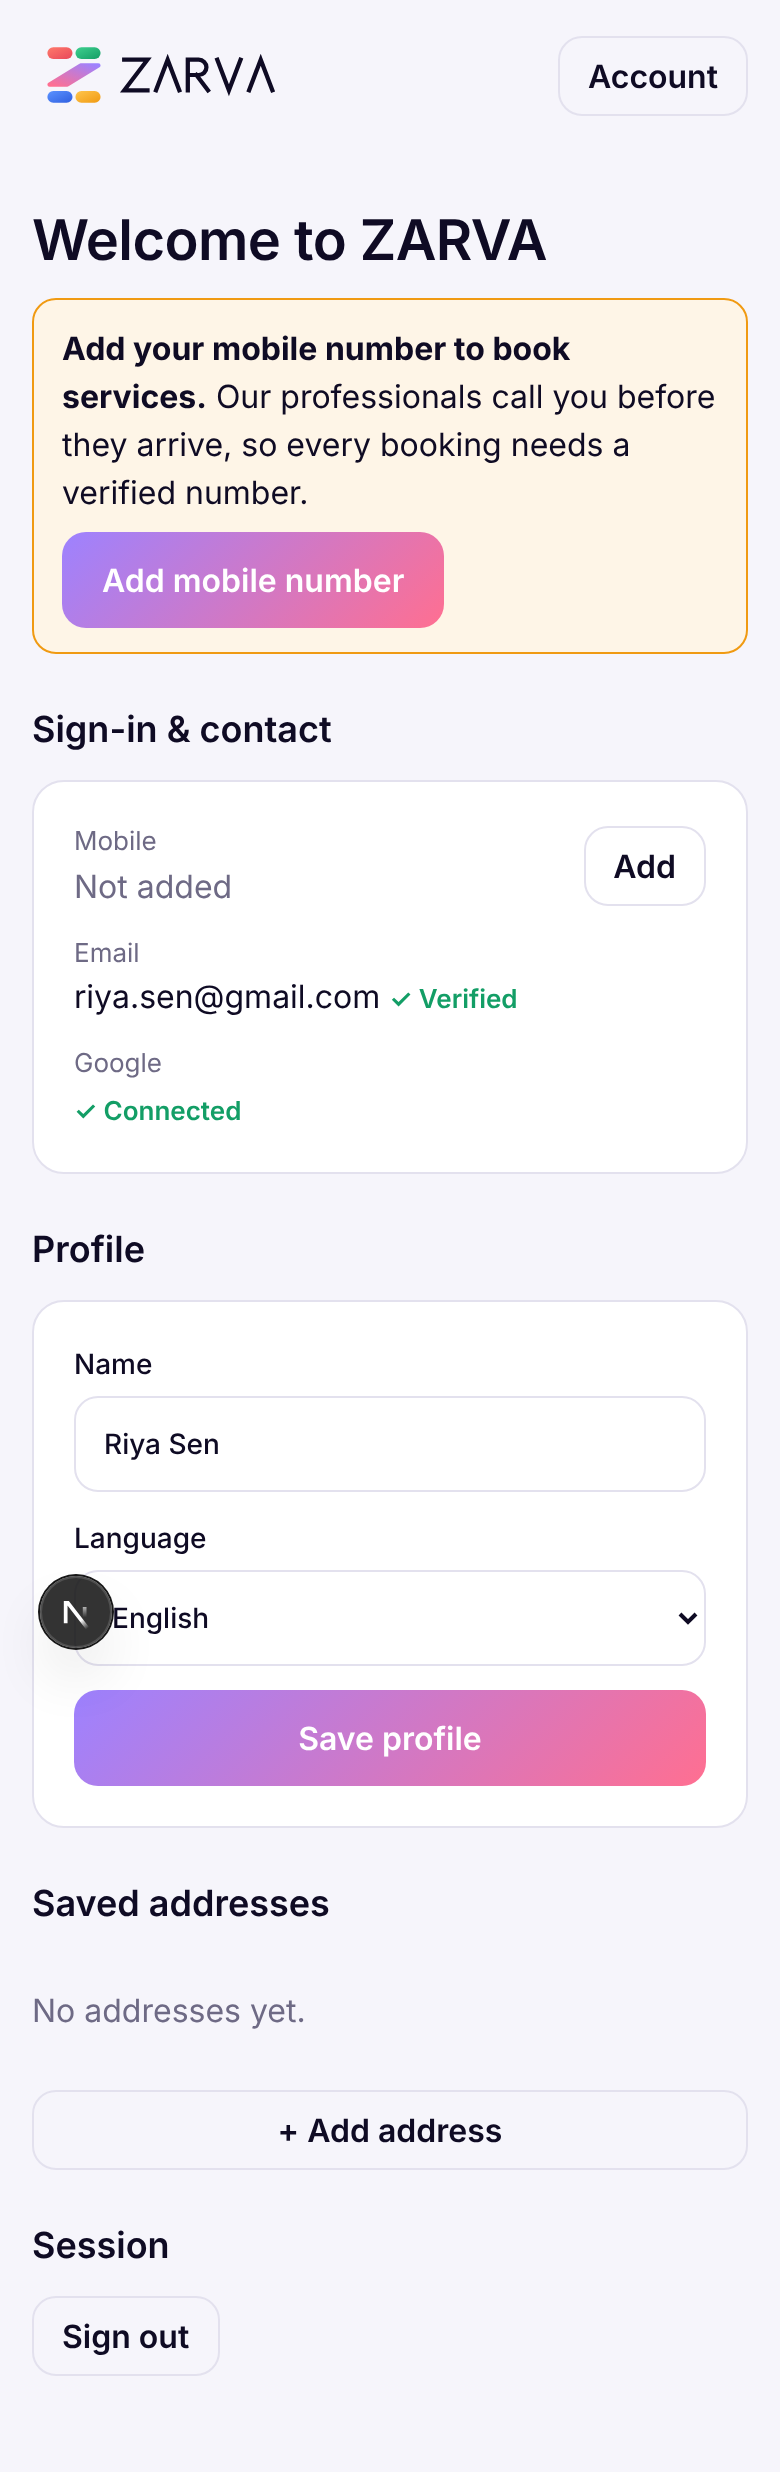 ZARVA
Account
Welcome to ZARVA
Add your mobile number to book
services. Our professionals call you before
they arrive, so every booking needs a
verified number.
Add mobile number
Sign-in & contact
Mobile
Not added
Add
Email
riya.sen@gmail.com ✓ Verified
Google
✓ Connected
Profile
Name
Riya Sen
Language
N
English
Save profile
Saved addresses
No addresses yet.
+ Add address
Session
Sign out